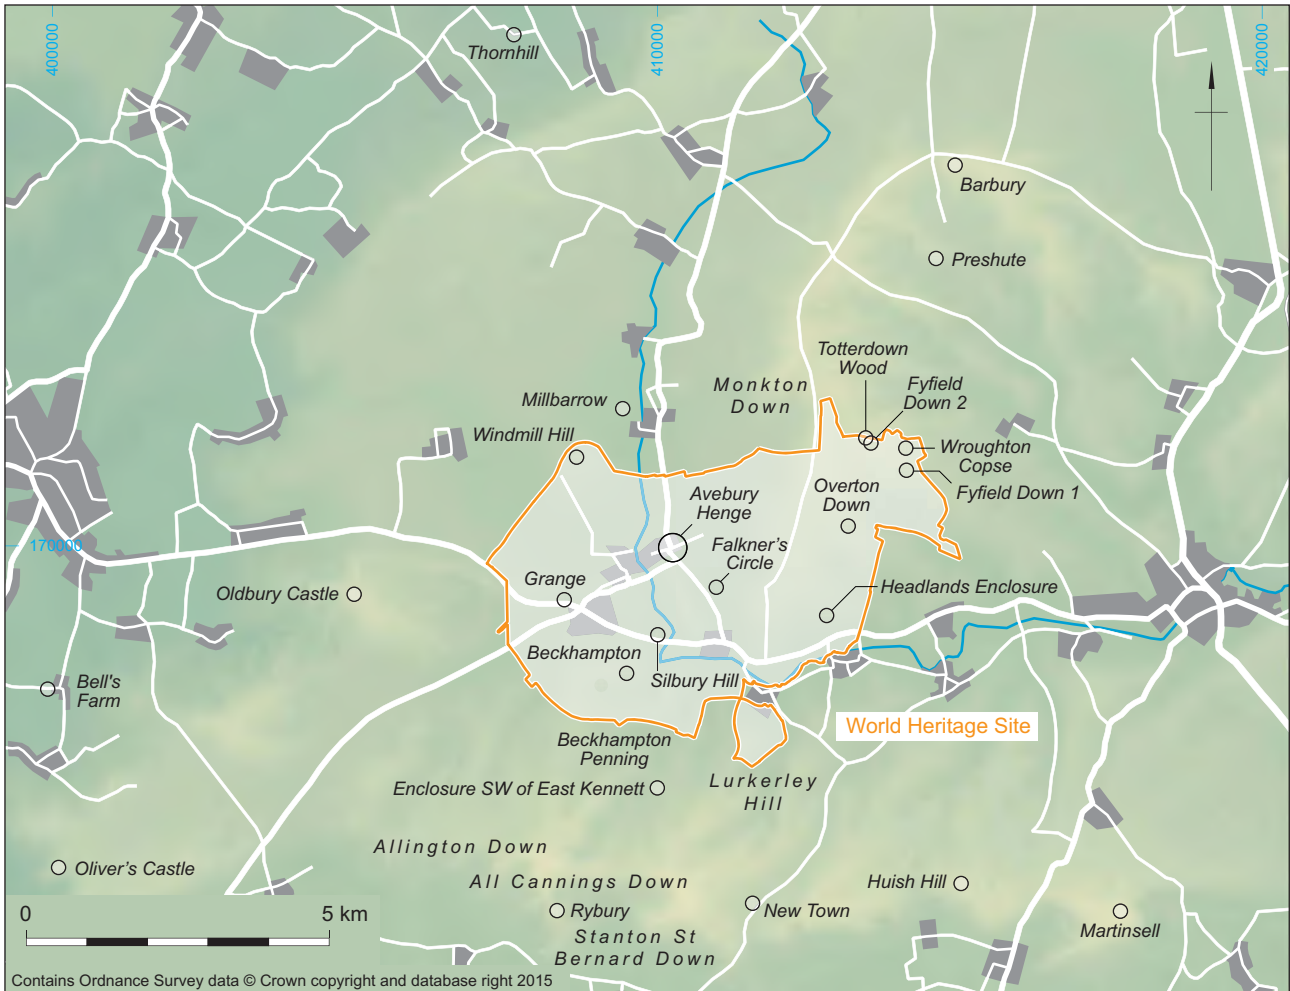 400000
410000
420000
Thornhill
Barbury
Preshute
Totterdown
Wood
Fyfield
Down 2
Monkton
Down
Millbarrow
Windmill Hill
Wroughton
Copse
Fyfield Down 1
Overton
Down
Avebury
Henge
170000
Falkner's
Circle
Grange
Headlands Enclosure
Oldbury Castle
Beckhampton
Silbury Hill
Bell's
Farm
World Heritage Site
Beckhampton
Penning
Lurkerley
Hill
Enclosure SW of East Kennett
Allington Down
Oliver's Castle
All Cannings Down
Huish Hill
Rybury
New Town
Martinsell
Stanton St
Bernard Down
0 5 km
Contains Ordnance Survey data © Crown copyright and database right 2015